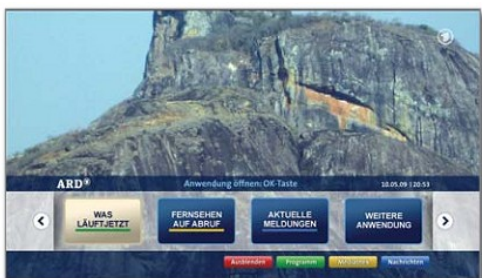 ARD
Anwendung öffnen: OK-Taste
10.05.09 | 20:53
WAS
LÄUFTJETZT
FERNSEHEN
AUF ABRUF
AKTUELLE
MELDUNGEN
WEITERE
ANWENDUNG
Ausblenden
Programm
Mediathek
Nachrichten